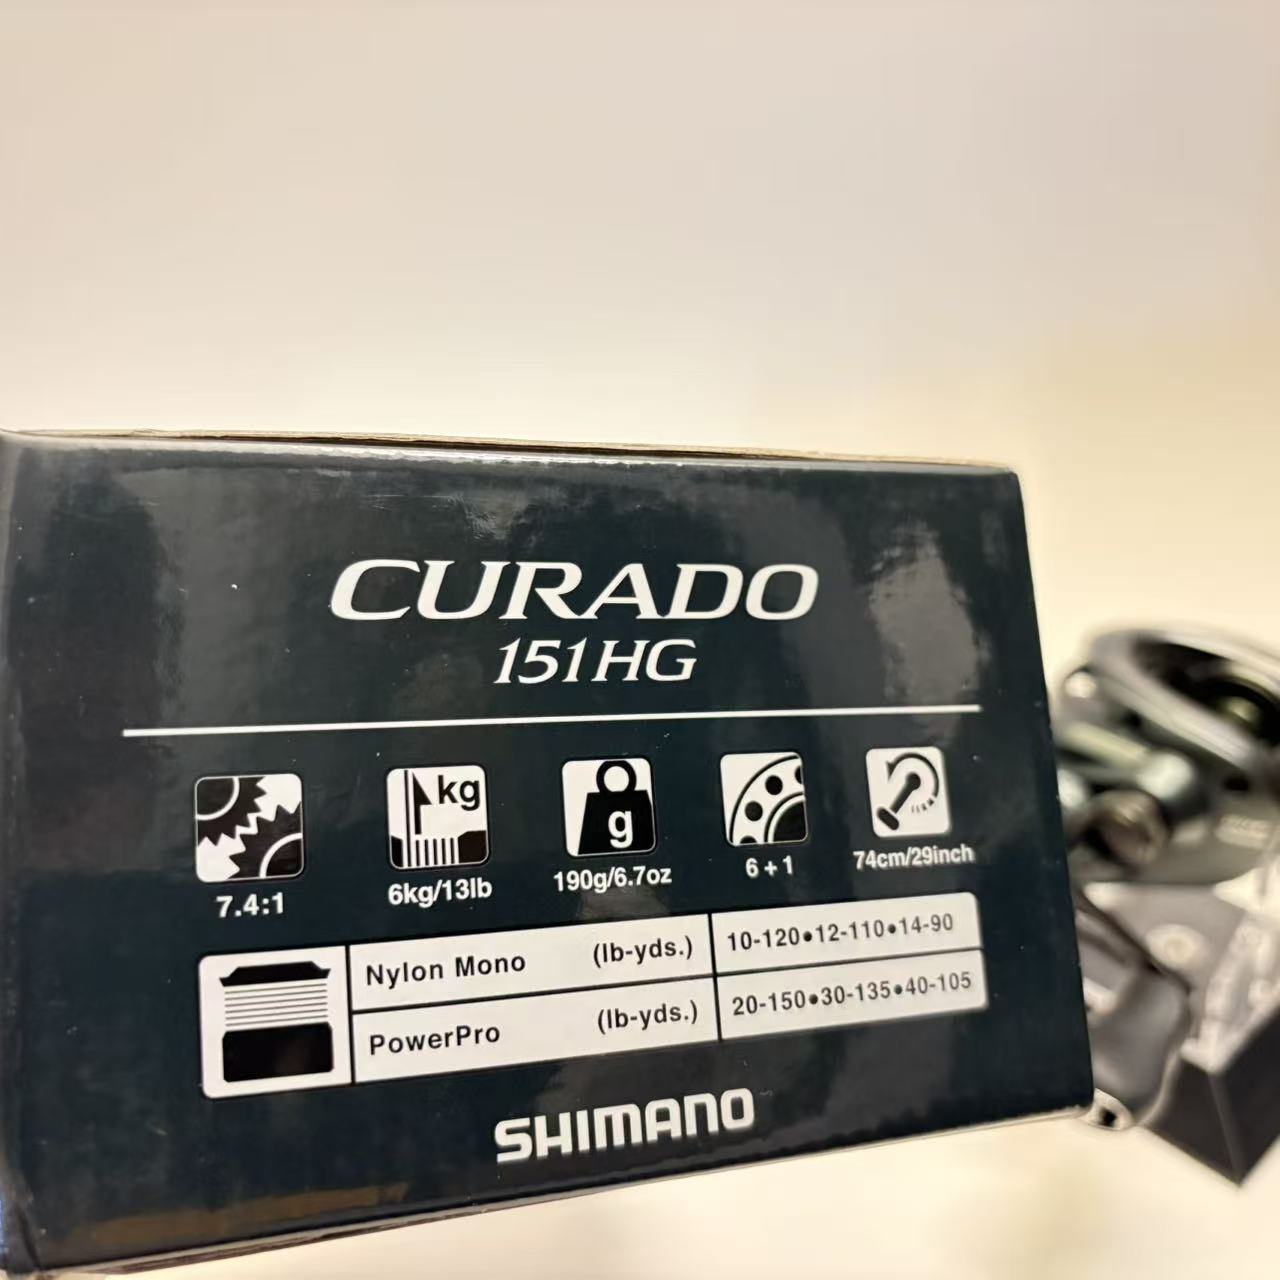 CURADO
151HG
kg
g
7.4:1
6kg/13lb
190g/6.7oz
6+1
74cm/29inch
Nylon Mono (lb-yds.) 10-120●12-110●14-90
PowerPro (lb-yds.) 20-150●30-135●40-105
SHIMANO